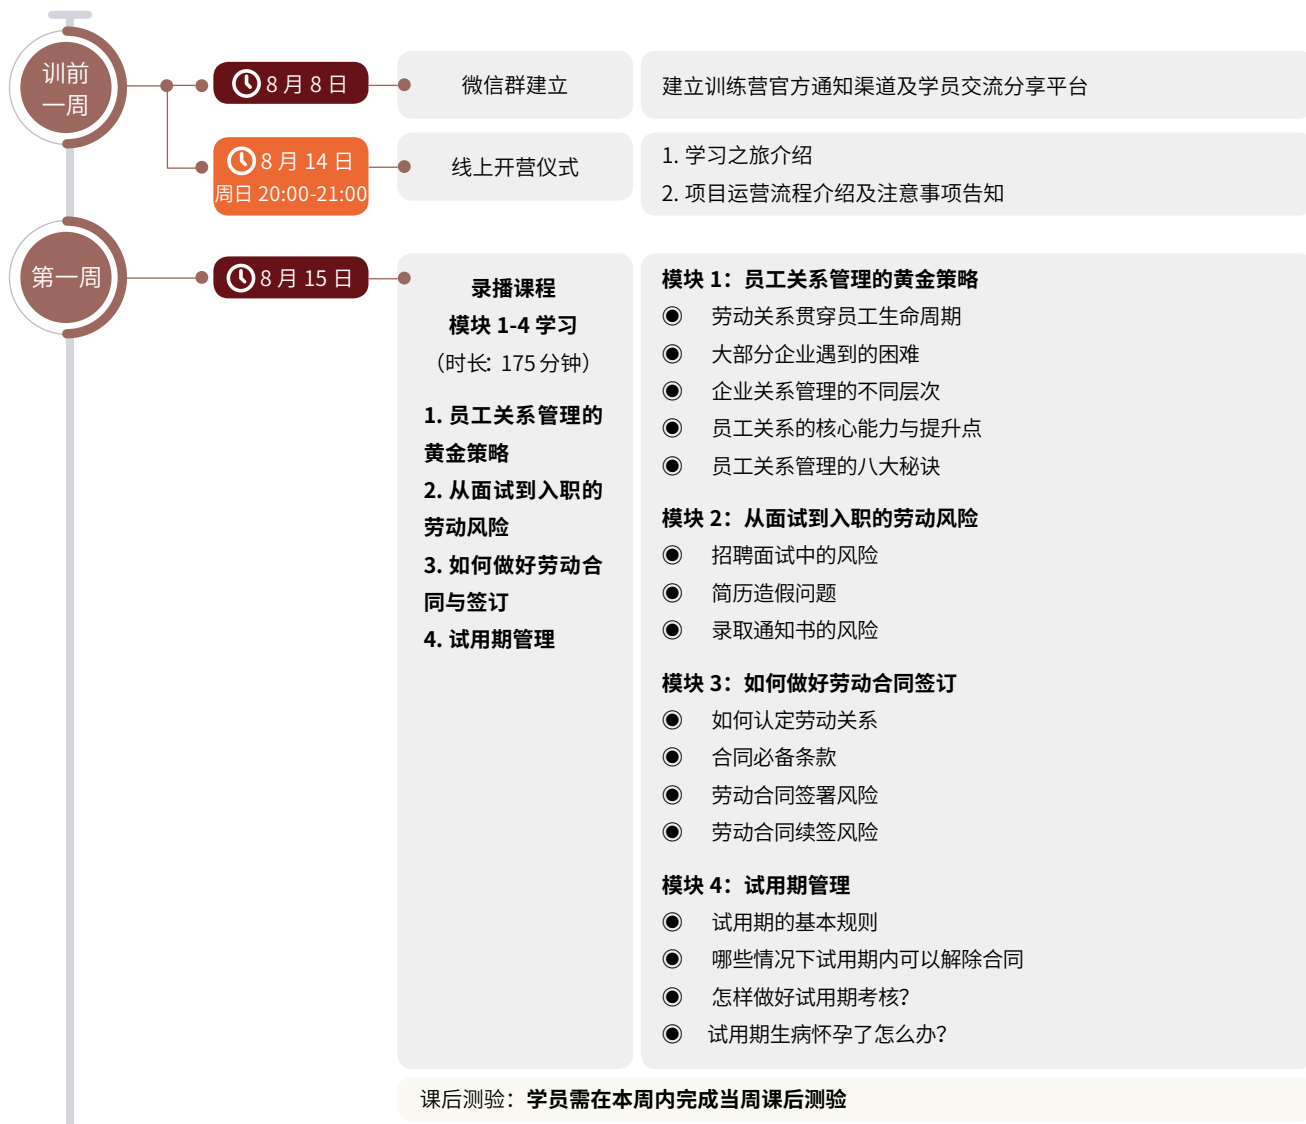 训前
一周
8 月 8 日
微信群建立
建立训练营官方通知渠道及学员交流分享平台
8 月 14 日
周日 20:00-21:00
线上开营仪式
1. 学习之旅介绍
2. 项目运营流程介绍及注意事项告知
第一周
8 月 15 日
录播课程
模块 1-4 学习
（时长：175 分钟）
1. 员工关系管理的
黄金策略
2. 从面试到入职的
劳动风险
3. 如何做好劳动合
同与签订
4. 试用期管理
模块 1：员工关系管理的黄金策略
◉ 劳动关系贯穿员工生命周期
◉ 大部分企业遇到的困难
◉ 企业关系管理的不同层次
◉ 员工关系的核心能力与提升点
◉ 员工关系管理的八大秘诀
模块 2：从面试到入职的劳动风险
◉ 招聘面试中的风险
◉ 简历造假问题
◉ 录取通知书的风险
模块 3：如何做好劳动合同签订
◉ 如何认定劳动关系
◉ 合同必备条款
◉ 劳动合同签署风险
◉ 劳动合同续签风险
模块 4：试用期管理
◉ 试用期的基本规则
◉ 哪些情况下试用期内可以解除合同
◉ 怎样做好试用期考核？
◉ 试用期生病怀孕了怎么办？
课后测验：学员需在本周内完成当周课后测验